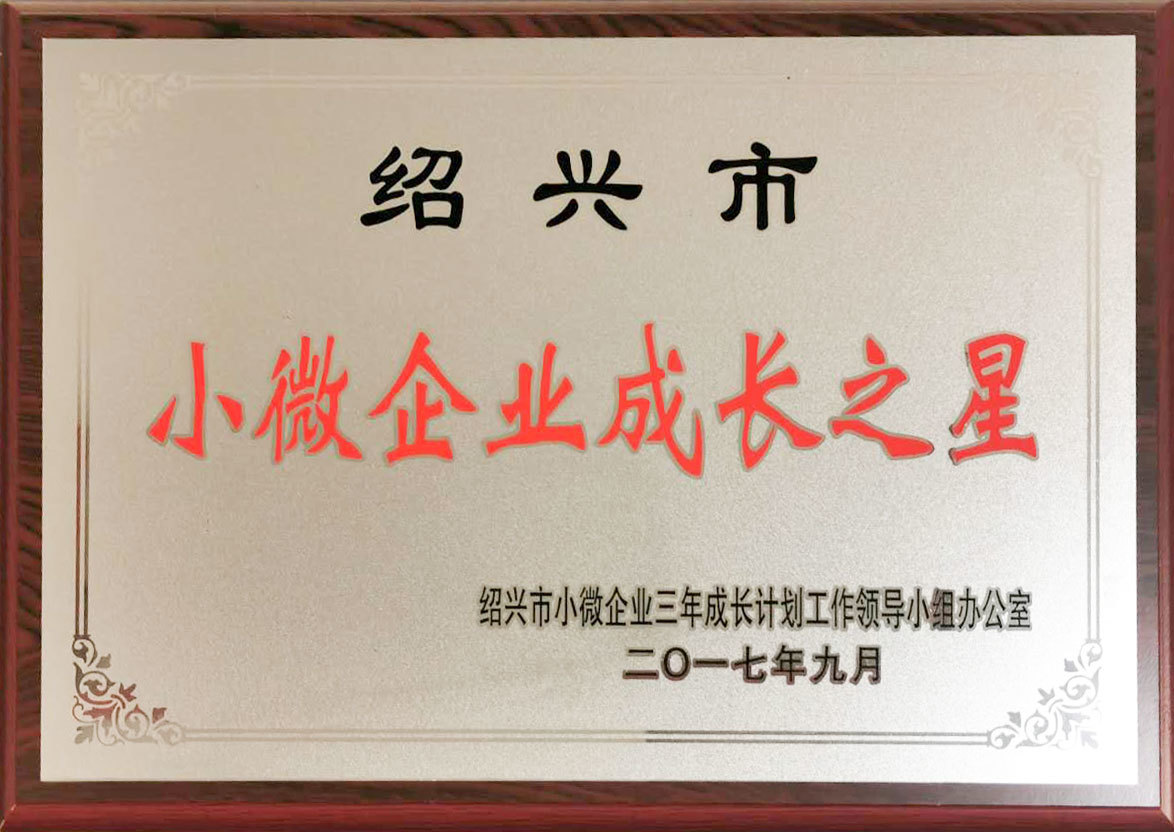 绍兴市
小微企业成长之星
绍兴市小微企业三年成长计划工作领导小组办公室
二〇一七年九月